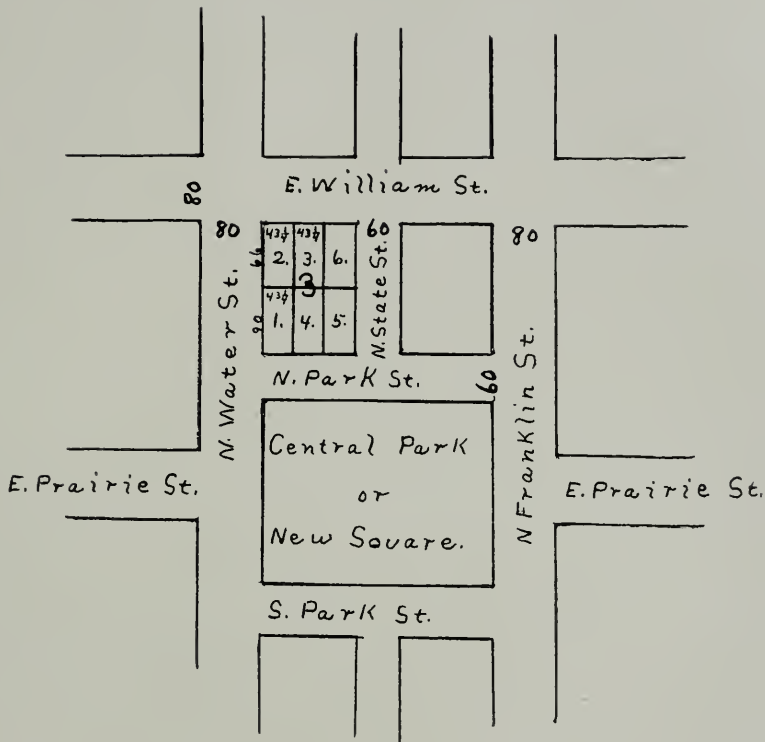 80
E. William St.
80
60
80
43½ 43½
2. 3. 6.
66
3
43½
1. 4. 5.
90
N. Water St.
N. State St.
N. Park St.
60
N Franklin St.
Central Park
or
New Square.
E. Prairie St.
E. Prairie St.
S. Park St.